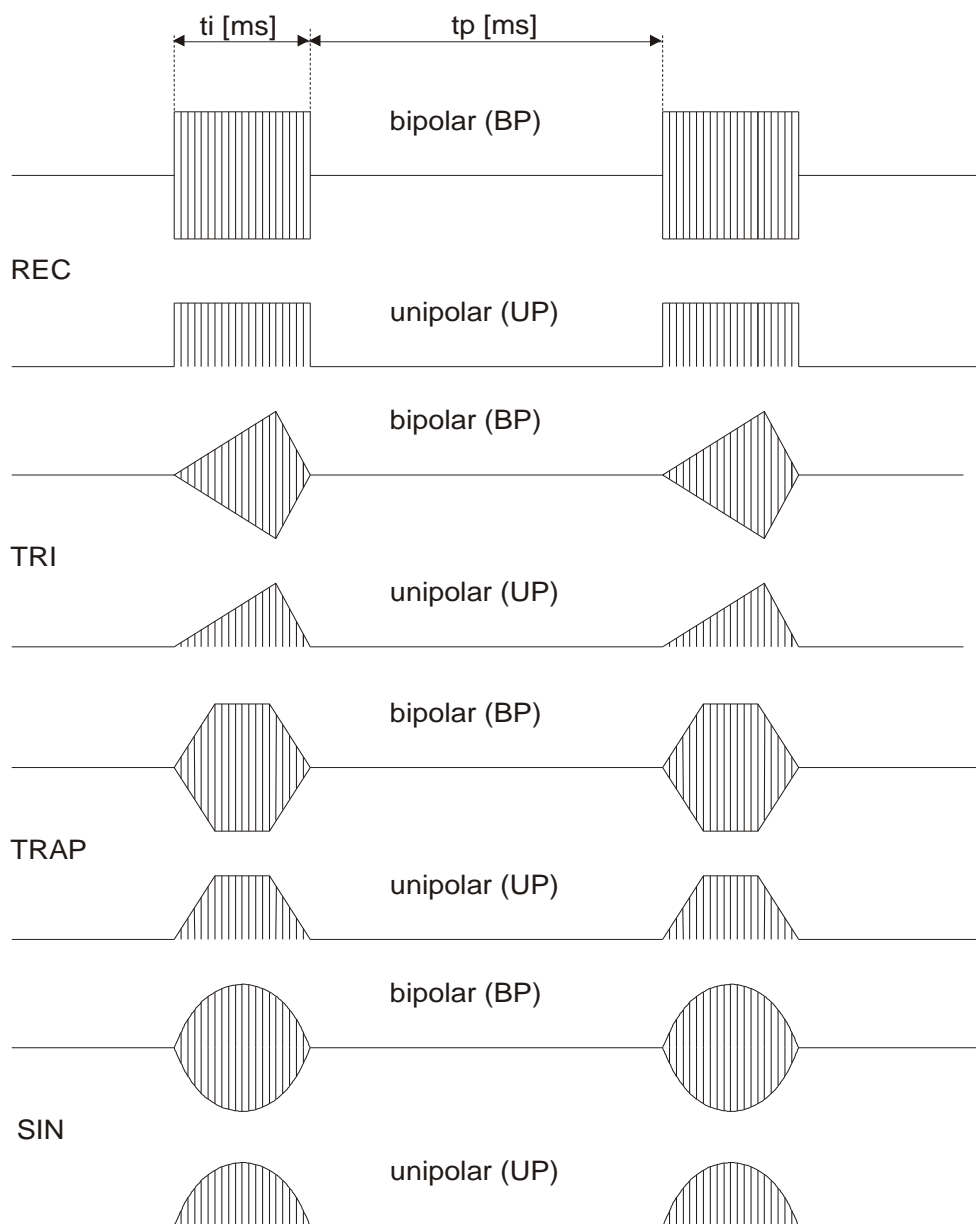 ti [ms] tp [ms]
bipolar (BP)
REC
unipolar (UP)
bipolar (BP)
TRI
unipolar (UP)
bipolar (BP)
TRAP
unipolar (UP)
bipolar (BP)
SIN
unipolar (UP)